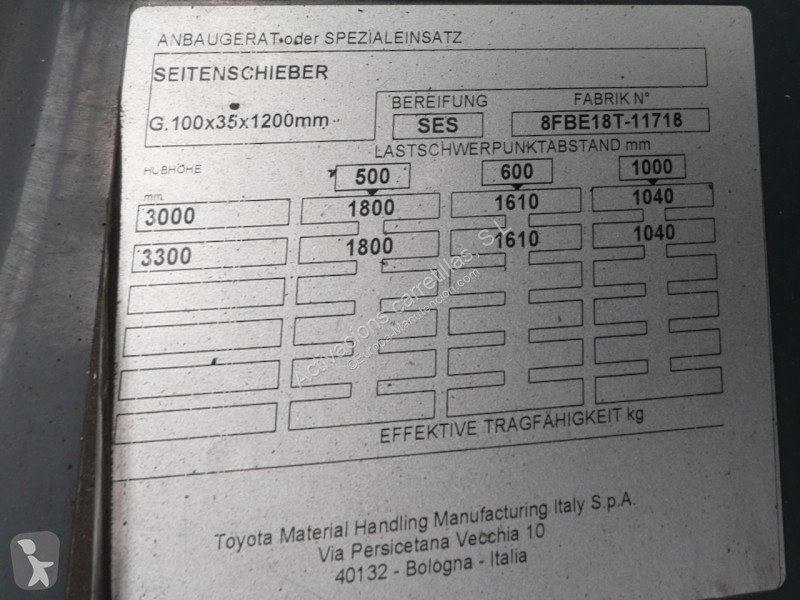 ANBAUGERAT oder SPEZIALEINSATZ
SEITENSCHIEBER
G.100x35x1200mm
BEREIFUNG
SES
FABRIK N°
8FBE18T-11718
LASTSCHWERPUNKTABSTAND mm
HUBHÖHE mm
500 600 1000
3000 1800 1610 1040
3300 1800 1610 1040
EFFEKTIVE TRAGFÄHIGKEIT kg
Toyota Material Handling Manufacturing Italy S.p.A
Via Persicetana Vecchia 10
40132 - Bologna - Italia
Activacions carretillas, S.L